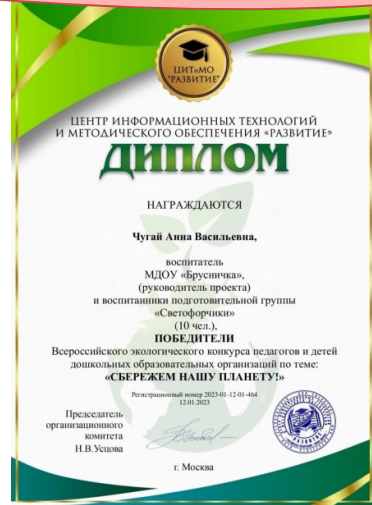 ЦИТиМО
"РАЗВИТИЕ"
ЦЕНТР ИНФОРМАЦИОННЫХ ТЕХНОЛОГИЙ
И МЕТОДИЧЕСКОГО ОБЕСПЕЧЕНИЯ «РАЗВИТИЕ»
ДИПЛОМ
НАГРАЖДАЮТСЯ
Чугай Анна Васильевна,
воспитатель
МДОУ «Брусничка»,
(руководитель проекта)
и воспитанники подготовительной группы
«Светофорчики»
(10 чел.),
ПОБЕДИТЕЛИ
Всероссийского экологического конкурса педагогов и детей
дошкольных образовательных организаций по теме:
«СБЕРЕЖЕМ НАШУ ПЛАНЕТУ!»
Регистрационный номер 2023-01-12-01-464
12.01.2023
Председатель
организационного
комитета
Н.В.Усцова
г. Москва